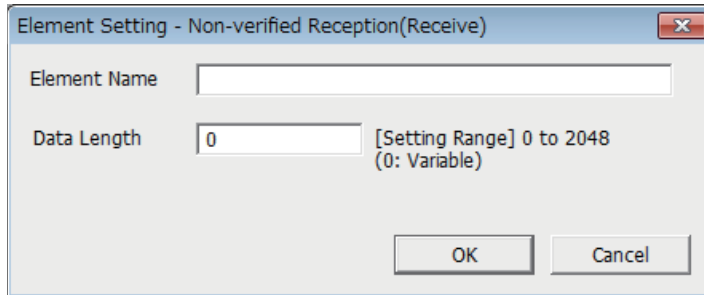 Element Setting - Non-verified Reception(Receive)
Element Name
Data Length 0 [Setting Range] 0 to 2048
(0: Variable)
OK Cancel